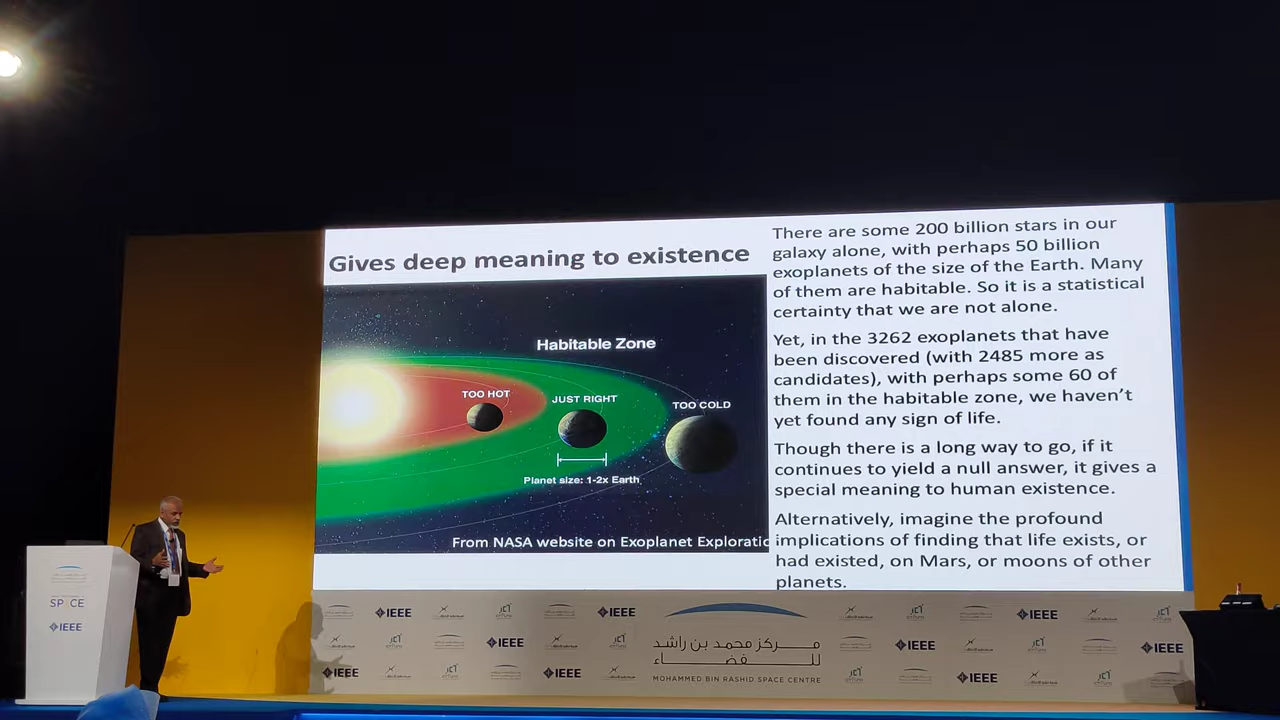 Gives deep meaning to existence
Habitable Zone
TOO HOT
JUST RIGHT
TOO COLD
Planet size: 1-2x Earth
From NASA website on Exoplanet Exploratio
There are some 200 billion stars in our
galaxy alone, with perhaps 50 billion
exoplanets of the size of the Earth. Many
of them are habitable. So it is a statistical
certainty that we are not alone.
Yet, in the 3262 exoplanets that have
been discovered (with 2485 more as
candidates), with perhaps some 60 of
them in the habitable zone, we haven't
yet found any sign of life.
Though there is a long way to go, if it
continues to yield a null answer, it gives a
special meaning to human existence.
Alternatively, imagine the profound
implications of finding that life exists, or
had existed, on Mars, or moons of other
planets.
SPACE
IEEE
IEEE
IEEE
IEEE
IEEE
IEEE
IEEE
IEEE
IEEE
IEEE
مركز محمد بن راشد
للفضاء
MOHAMMED BIN RASHID SPACE CENTRE